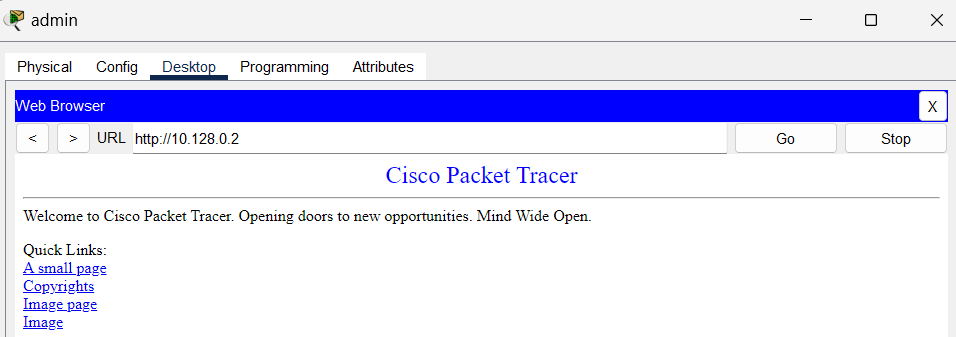 admin
Physical Config Desktop Programming Attributes
Web Browser X
< > URL http://10.128.0.2 Go Stop
Cisco Packet Tracer
Welcome to Cisco Packet Tracer. Opening doors to new opportunities. Mind Wide Open.
Quick Links:
A small page
Copyrights
Image page
Image